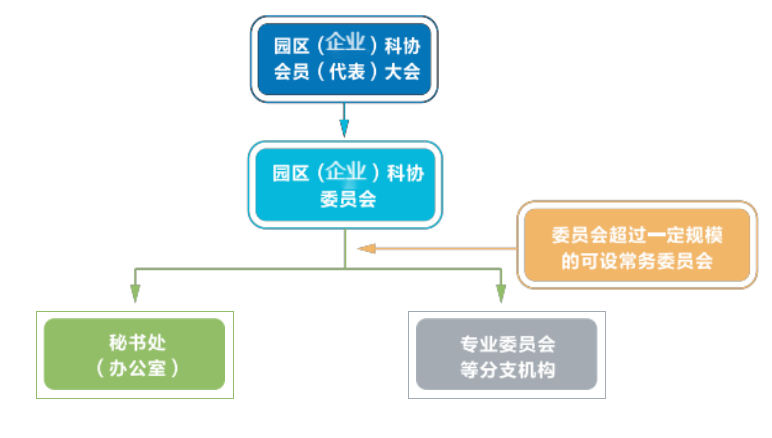 园区（企业）科协
会员（代表）大会
园区（企业）科协
委员会
委员会超过一定规模
的可设常务委员会
秘书处
（办公室）
专业委员会
等分支机构